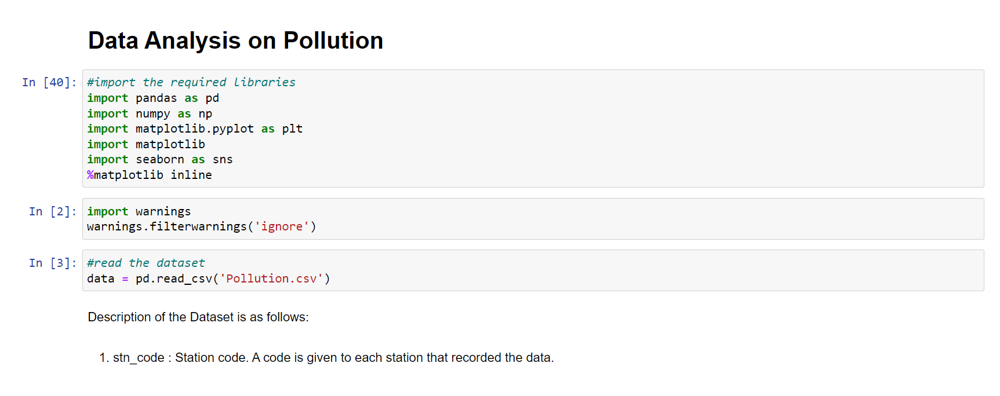 Data Analysis on Pollution
In [40]:
#import the required libraries
import pandas as pd
import numpy as np
import matplotlib.pyplot as plt
import matplotlib
import seaborn as sns
%matplotlib inline
In [2]:
import warnings
warnings.filterwarnings('ignore')
In [3]:
#read the dataset
data = pd.read_csv('Pollution.csv')
Description of the Dataset is as follows:
1. stn_code : Station code. A code is given to each station that recorded the data.